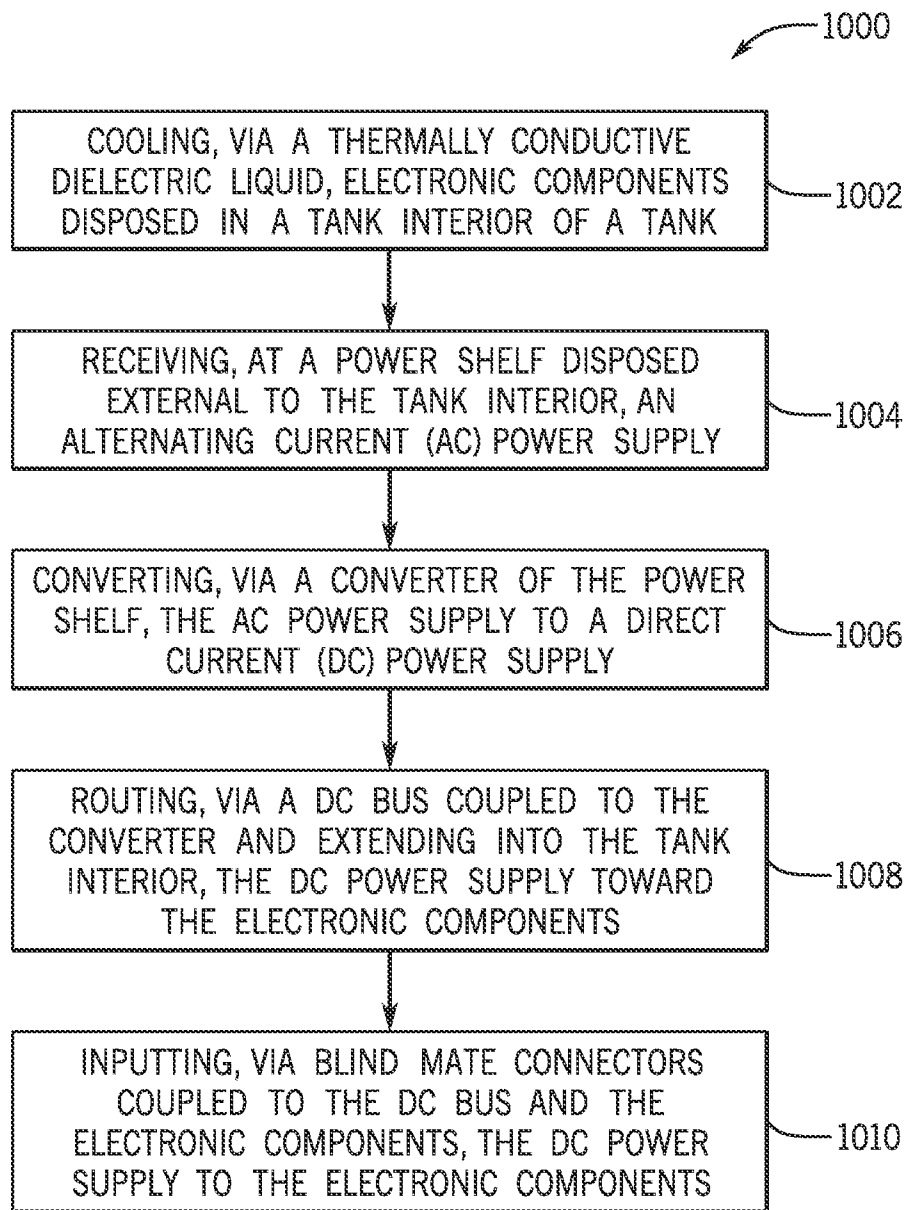 1000
COOLING, VIA A THERMALLY CONDUCTIVE
DIELECTRIC LIQUID, ELECTRONIC COMPONENTS
DISPOSED IN A TANK INTERIOR OF A TANK
1002
RECEIVING, AT A POWER SHELF DISPOSED
EXTERNAL TO THE TANK INTERIOR, AN
ALTERNATING CURRENT (AC) POWER SUPPLY
1004
CONVERTING, VIA A CONVERTER OF THE POWER
SHELF, THE AC POWER SUPPLY TO A DIRECT
CURRENT (DC) POWER SUPPLY
1006
ROUTING, VIA A DC BUS COUPLED TO THE
CONVERTER AND EXTENDING INTO THE TANK
INTERIOR, THE DC POWER SUPPLY TOWARD
THE ELECTRONIC COMPONENTS
1008
INPUTTING, VIA BLIND MATE CONNECTORS
COUPLED TO THE DC BUS AND THE
ELECTRONIC COMPONENTS, THE DC POWER
SUPPLY TO THE ELECTRONIC COMPONENTS
1010